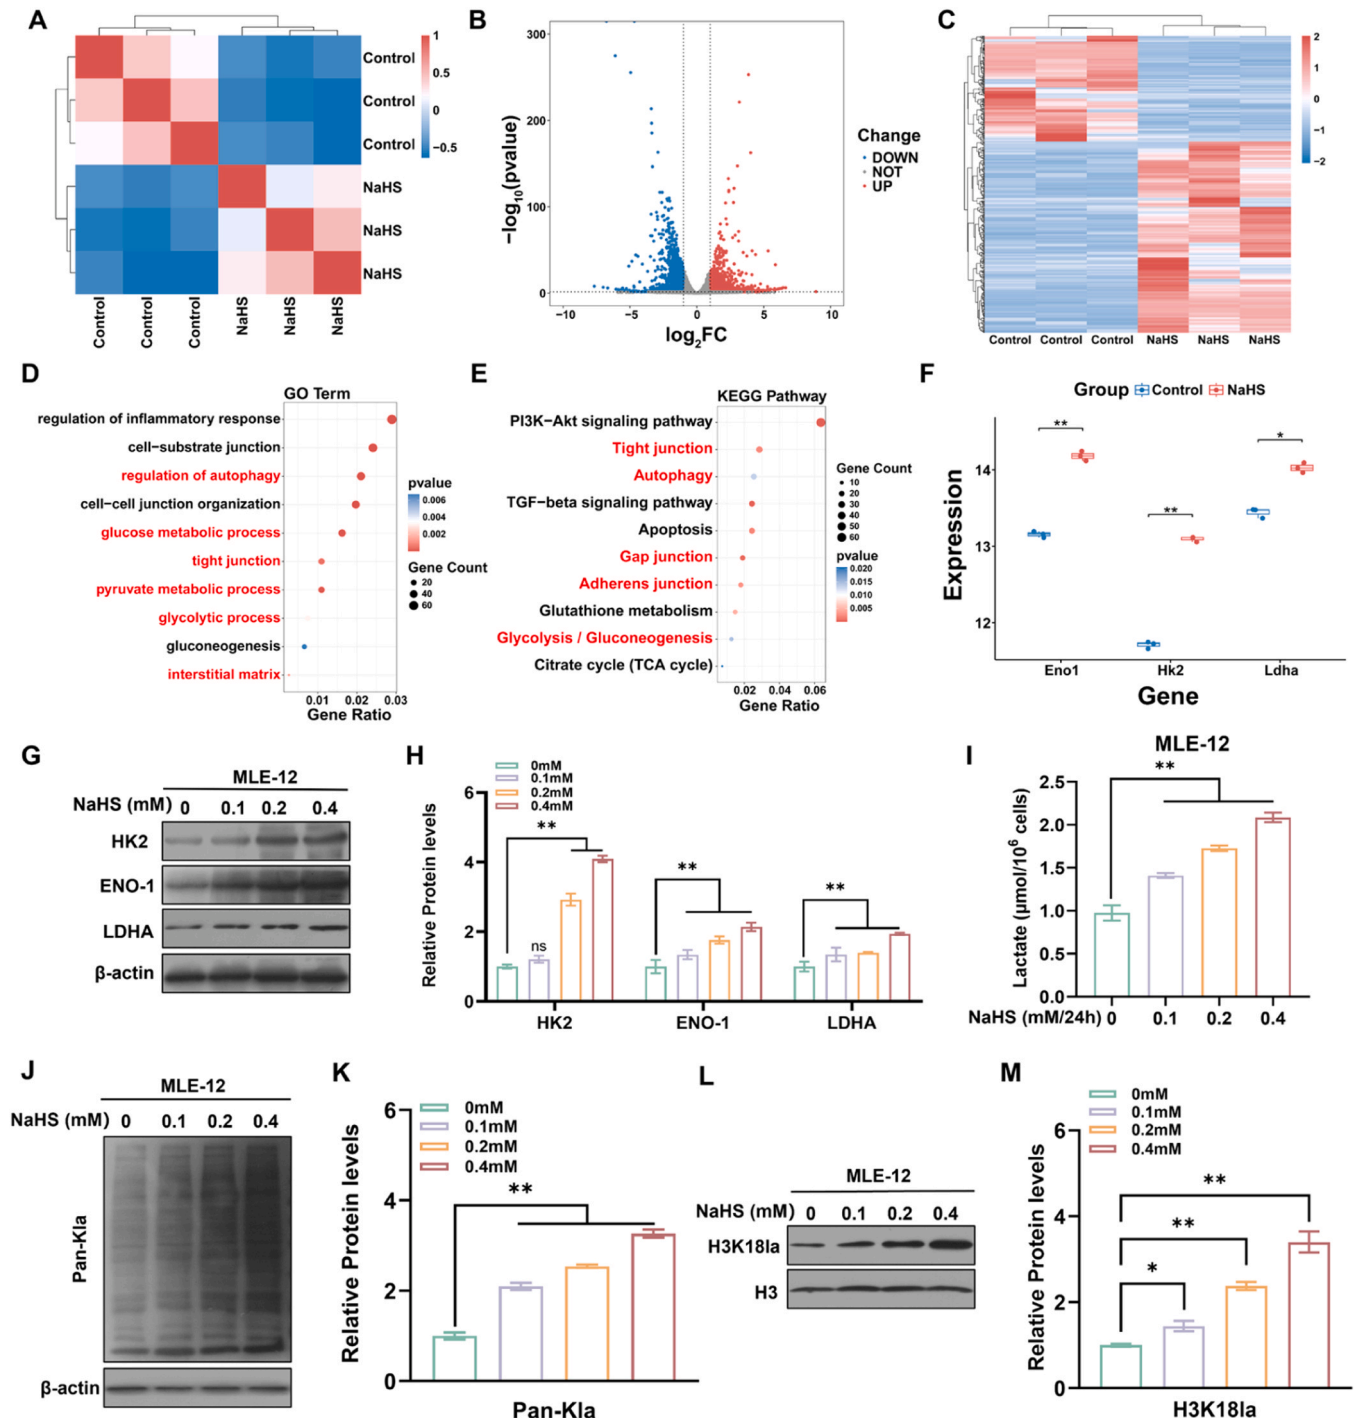 A
Control
Control
Control
NaHS
NaHS
NaHS
1
0.5
0
−0.5
Control
Control
Control
NaHS
NaHS
NaHS
B
300
200
100
0
−log10(pvalue)
−10
−5
0
5
10
log2FC
Change
DOWN
NOT
UP
C
2
1
0
−1
−2
Control Control Control NaHS NaHS NaHS
D
GO Term
regulation of inflammatory response
cell−substrate junction
regulation of autophagy
cell−cell junction organization
glucose metabolic process
tight junction
pyruvate metabolic process
glycolytic process
gluconeogenesis
interstitial matrix
0.01 0.02 0.03
Gene Ratio
pvalue
0.006
0.004
0.002
Gene Count
20
40
60
E
KEGG Pathway
PI3K−Akt signaling pathway
Tight junction
Autophagy
TGF−beta signaling pathway
Apoptosis
Gap junction
Adherens junction
Glutathione metabolism
Glycolysis / Gluconeogenesis
Citrate cycle (TCA cycle)
0.02 0.04 0.06
Gene Ratio
Gene Count
10
20
30
40
50
60
pvalue
0.020
0.015
0.010
0.005
F
Group Control NaHS
**
**
*
14
13
12
Expression
Eno1 Hk2 Ldha
Gene
G
MLE-12
NaHS (mM) 0 0.1 0.2 0.4
HK2
ENO-1
LDHA
β-actin
H
0mM
0.1mM
0.2mM
0.4mM
6
4
2
0
Relative Protein levels
**
ns
**
**
HK2 ENO-1 LDHA
I
MLE-12
**
2.5
2.0
1.5
1.0
0.5
0.0
Lactate (μmol/10⁶ cells)
NaHS (mM/24h) 0 0.1 0.2 0.4
J
MLE-12
NaHS (mM) 0 0.1 0.2 0.4
Pan-Kla
β-actin
K
0mM
0.1mM
0.2mM
0.4mM
6
4
2
0
Relative Protein levels
**
Pan-Kla
L
MLE-12
NaHS (mM) 0 0.1 0.2 0.4
H3K18la
H3
M
0mM
0.1mM
0.2mM
0.4mM
6
4
2
0
Relative Protein levels
**
**
*
H3K18la